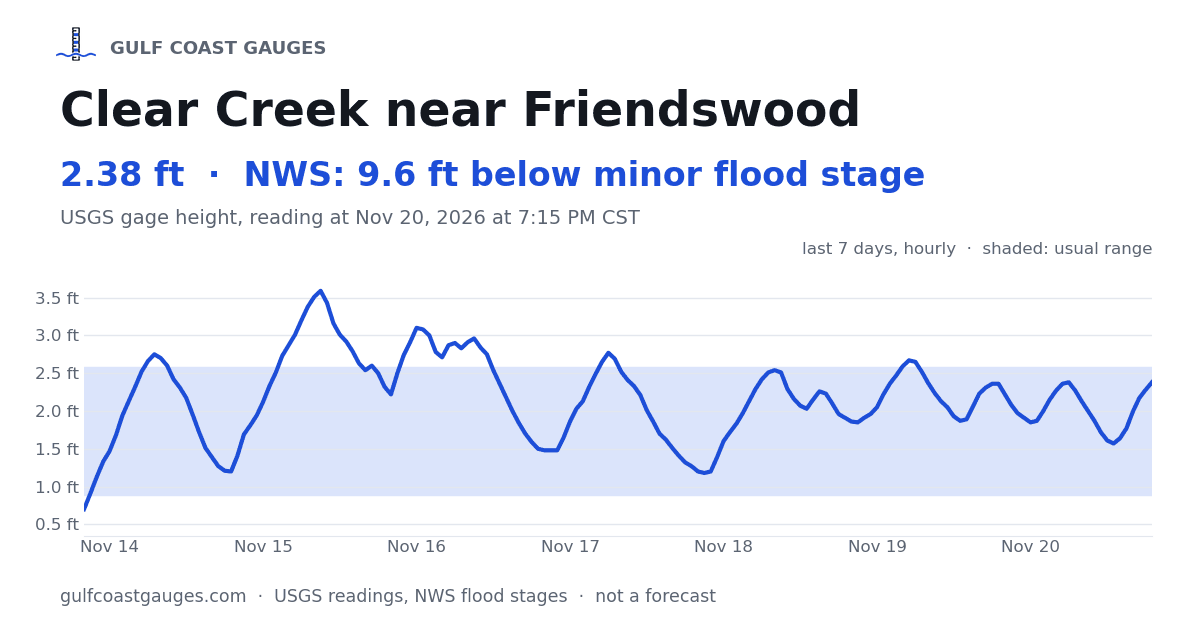 GULF COAST GAUGES
Clear Creek near Friendswood
2.38 ft · NWS: 9.6 ft below minor flood stage
USGS gage height, reading at Nov 20, 2026 at 7:15 PM CST
last 7 days, hourly · shaded: usual range
3.5 ft
3.0 ft
2.5 ft
2.0 ft
1.5 ft
1.0 ft
0.5 ft
Nov 14 Nov 15 Nov 16 Nov 17 Nov 18 Nov 19 Nov 20
gulfcoastgauges.com · USGS readings, NWS flood stages · not a forecast